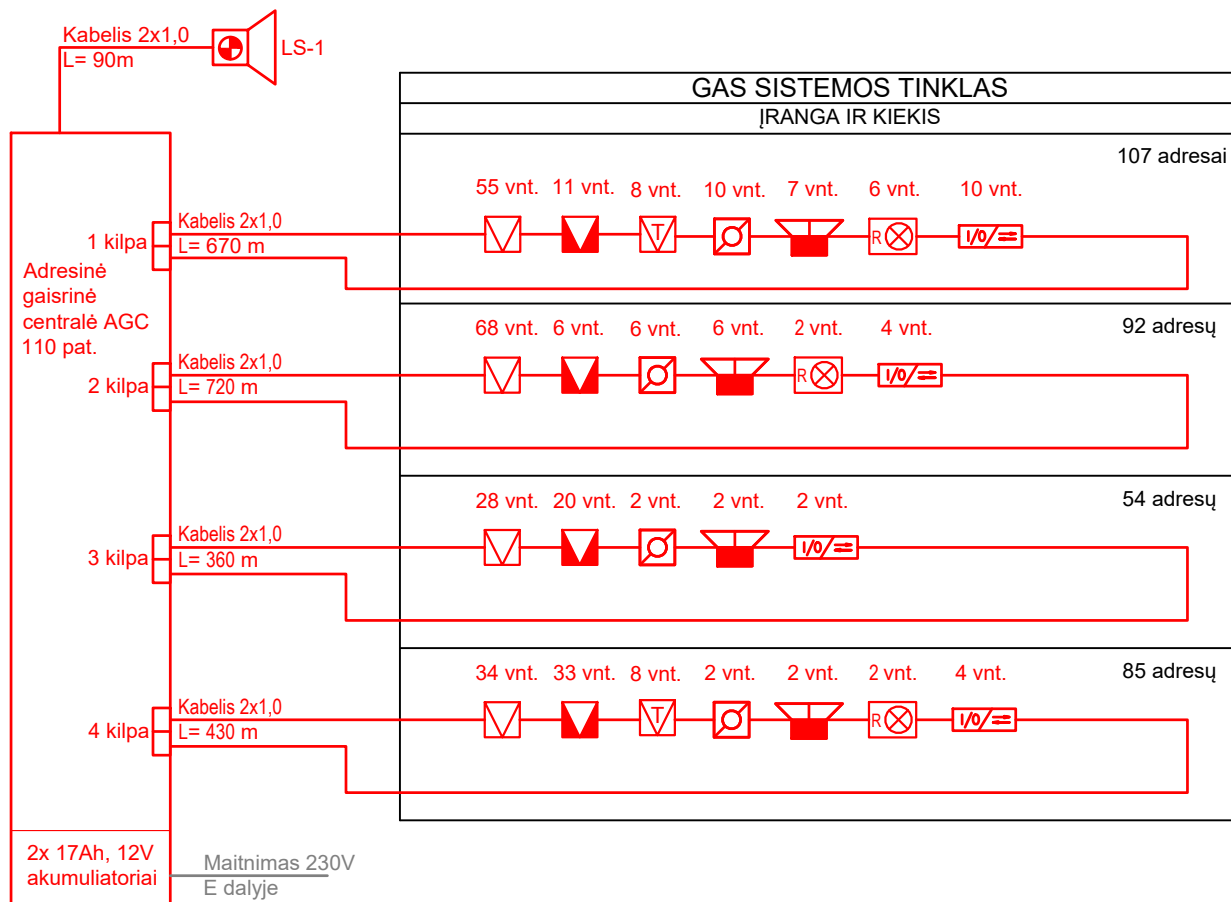 Kabelis 2x1,0
L= 90m
LS-1
GAS SISTEMOS TINKLAS
ĮRANGA IR KIEKIS
107 adresai
55 vnt. 11 vnt. 8 vnt. 10 vnt. 7 vnt. 6 vnt. 10 vnt.
1 kilpa
Kabelis 2x1,0
L= 670 m
T
R
I/O/
Adresinė
gaisrinė
centralė AGC
110 pat.
92 adresų
68 vnt. 6 vnt. 6 vnt. 6 vnt. 2 vnt. 4 vnt.
2 kilpa
Kabelis 2x1,0
L= 720 m
R
I/O/
54 adresų
28 vnt. 20 vnt. 2 vnt. 2 vnt. 2 vnt.
3 kilpa
Kabelis 2x1,0
L= 360 m
I/O/
85 adresų
34 vnt. 33 vnt. 8 vnt. 2 vnt. 2 vnt. 2 vnt. 4 vnt.
4 kilpa
Kabelis 2x1,0
L= 430 m
T
R
I/O/
2x 17Ah, 12V
akumuliatoriai
Maitnimas 230V
E dalyje